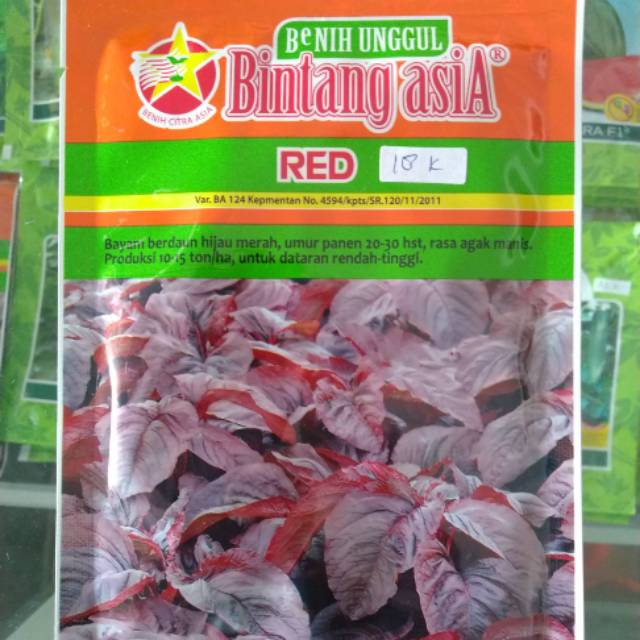 BeNIH UNGGUL
Bintang asiA®
BENIH CITRA ASIA
RED
18 K
Var. BA 124 Kepmentan No. 4594/kpts/SR.120/11/2011
Bayam berdaun hijau merah, umur panen 20-30 hst, rasa agak manis.
Produksi 10-15 ton/ha, untuk dataran rendah-tinggi.
RA F1